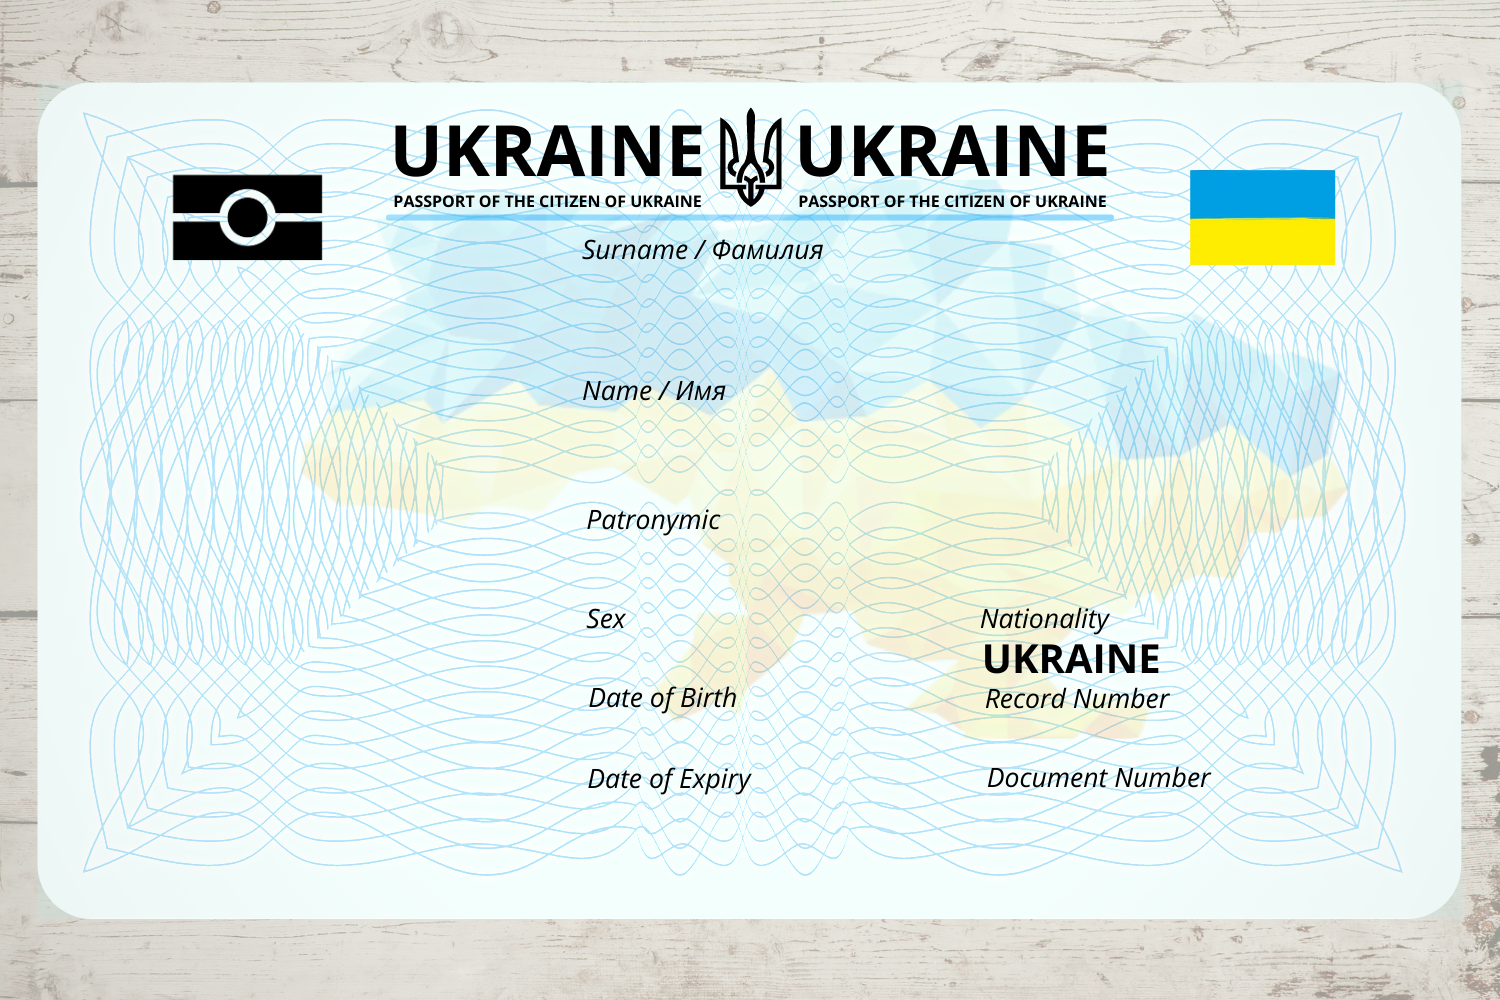 UKRAINE UKRAINE
PASSPORT OF THE CITIZEN OF UKRAINE PASSPORT OF THE CITIZEN OF UKRAINE
Surname / Фамилия
Name / Имя
Patronymic
Sex
Nationality
UKRAINE
Date of Birth
Record Number
Date of Expiry
Document Number